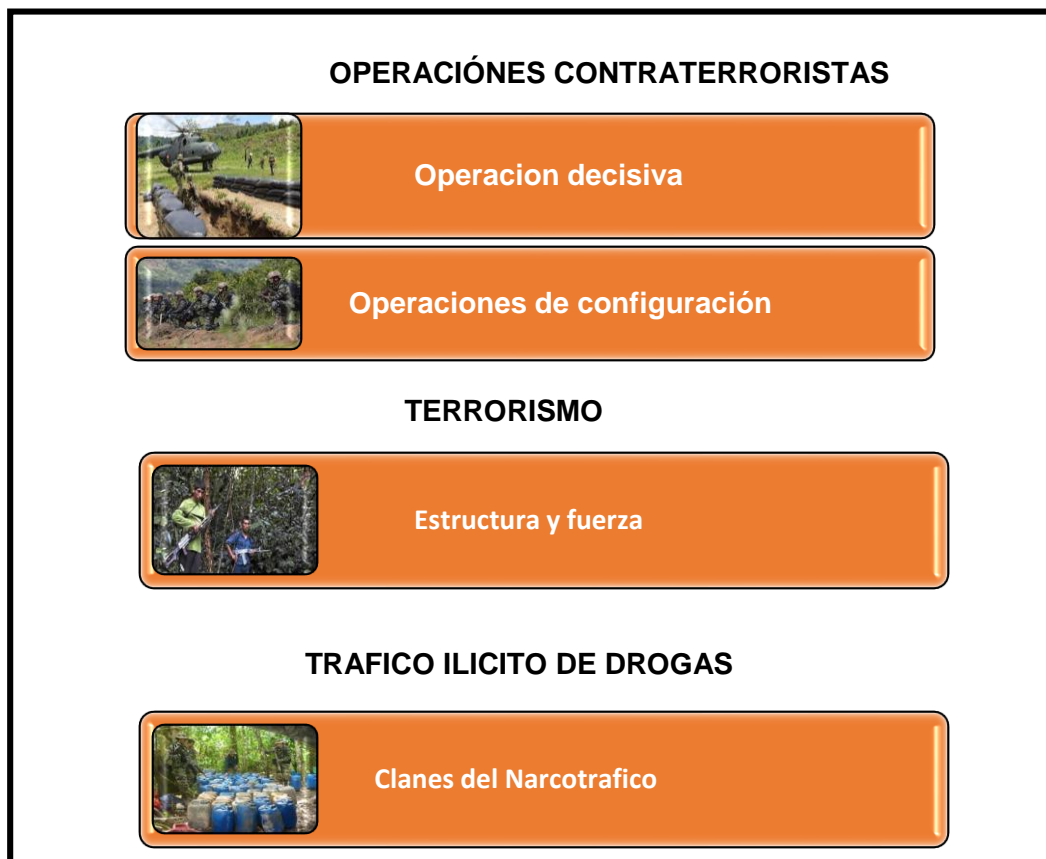 OPERACIÓNES CONTRATERRORISTAS
Operacion decisiva
Operaciones de configuración
TERRORISMO
Estructura y fuerza
TRAFICO ILICITO DE DROGAS
Clanes del Narcotrafico